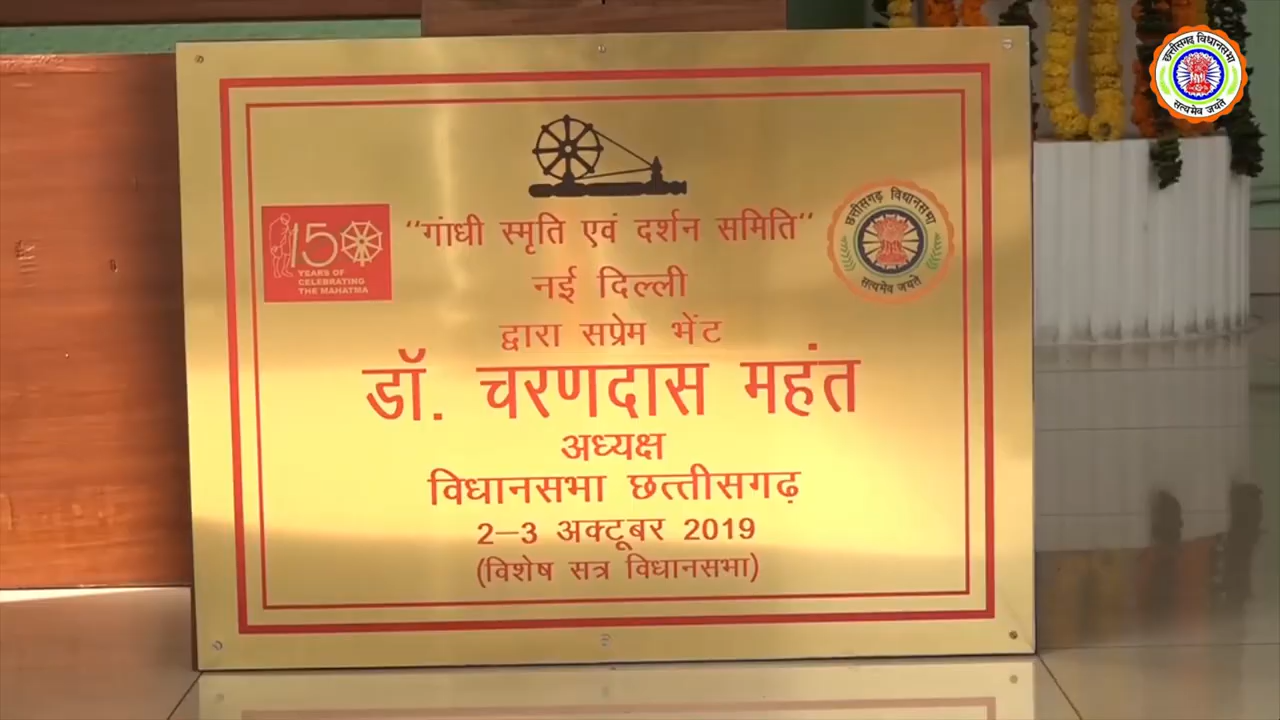 छत्तीसगढ़ विधानसभा
सत्यमेव जयते
150
YEARS OF
CELEBRATING
THE MAHATMA
"गांधी स्मृति एवं दर्शन समिति"
छत्तीसगढ़ विधानसभा
सत्यमेव जयते
नई दिल्ली
द्वारा सप्रेम भेंट
डॉ. चरणदास महंत
अध्यक्ष
विधानसभा छत्तीसगढ़
2–3 अक्टूबर 2019
(विशेष सत्र विधानसभा)